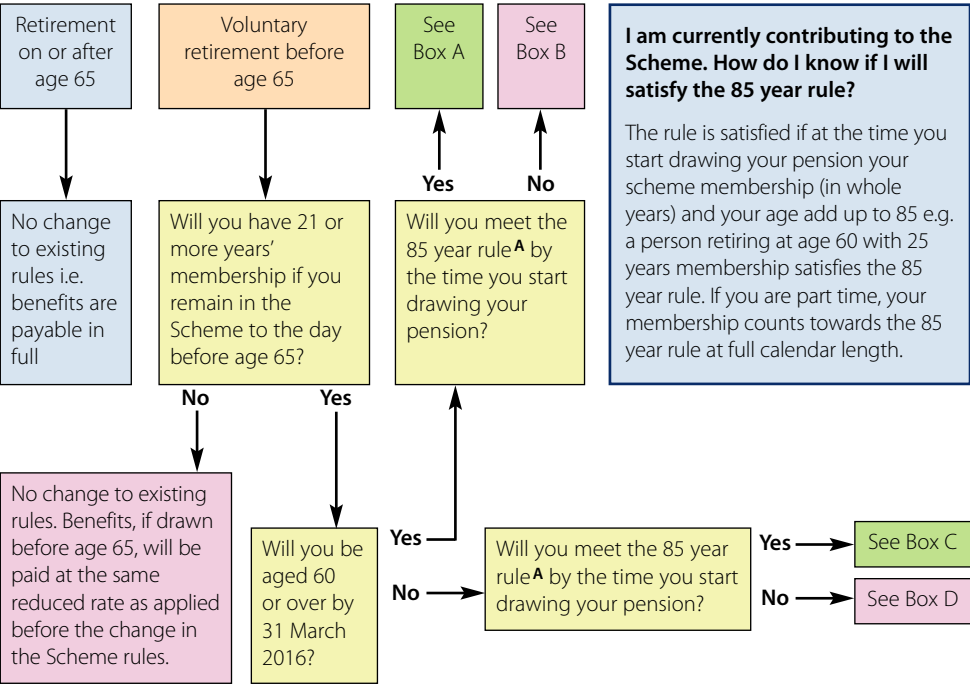 Retirement
on or after
age 65
Voluntary
retirement before
age 65
See
Box A
See
Box B
I am currently contributing to the
Scheme. How do I know if I will
satisfy the 85 year rule?
The rule is satisfied if at the time you
start drawing your pension your
scheme membership (in whole
years) and your age add up to 85 e.g.
a person retiring at age 60 with 25
years membership satisfies the 85
year rule. If you are part time, your
membership counts towards the 85
year rule at full calendar length.
Yes
No
No change
to existing
rules i.e.
benefits are
payable in
full
Will you have 21 or
more years’
membership if you
remain in the
Scheme to the day
before age 65?
Will you meet the
85 year rule A by
the time you start
drawing your
pension?
No
Yes
No change to existing
rules. Benefits, if drawn
before age 65, will be
paid at the same
reduced rate as applied
before the change in
the Scheme rules.
Will you be
aged 60
or over by
31 March
2016?
Yes
No
Will you meet the 85 year
rule A by the time you start
drawing your pension?
Yes
See Box C
No
See Box D